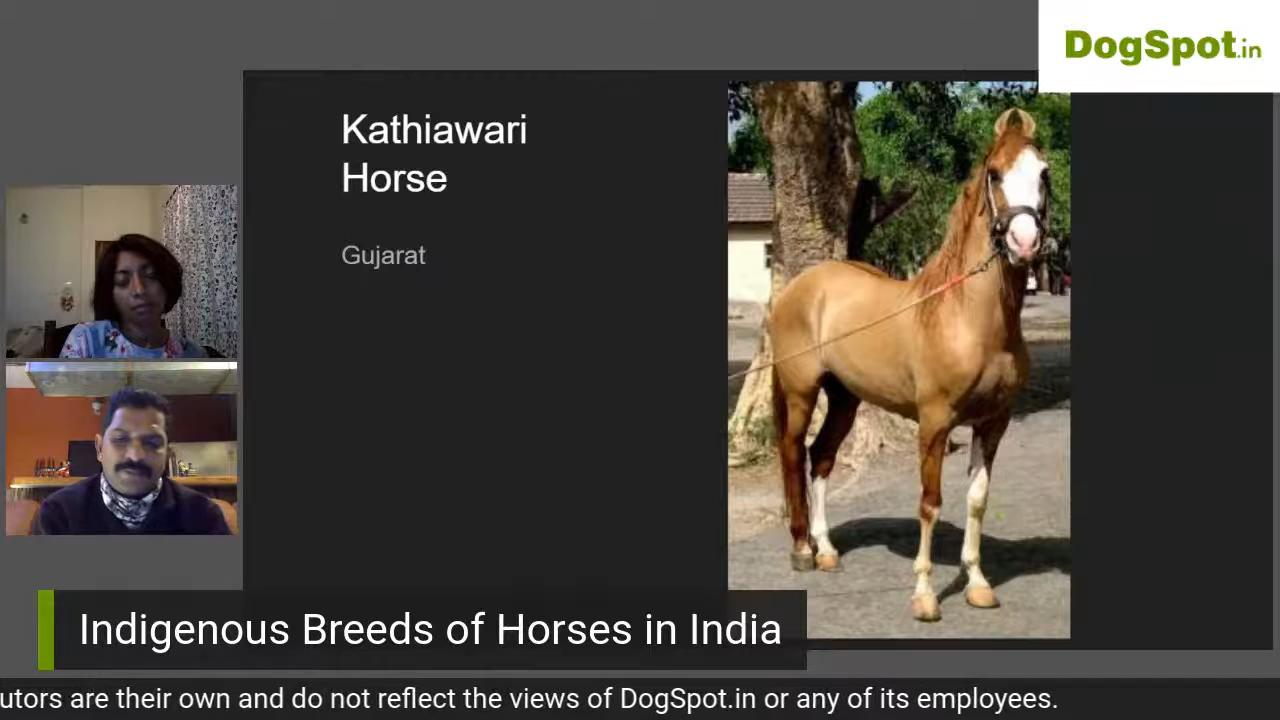 DogSpot.in
Kathiawari
Horse
Gujarat
Indigenous Breeds of Horses in India
utors are their own and do not reflect the views of DogSpot.in or any of its employees.